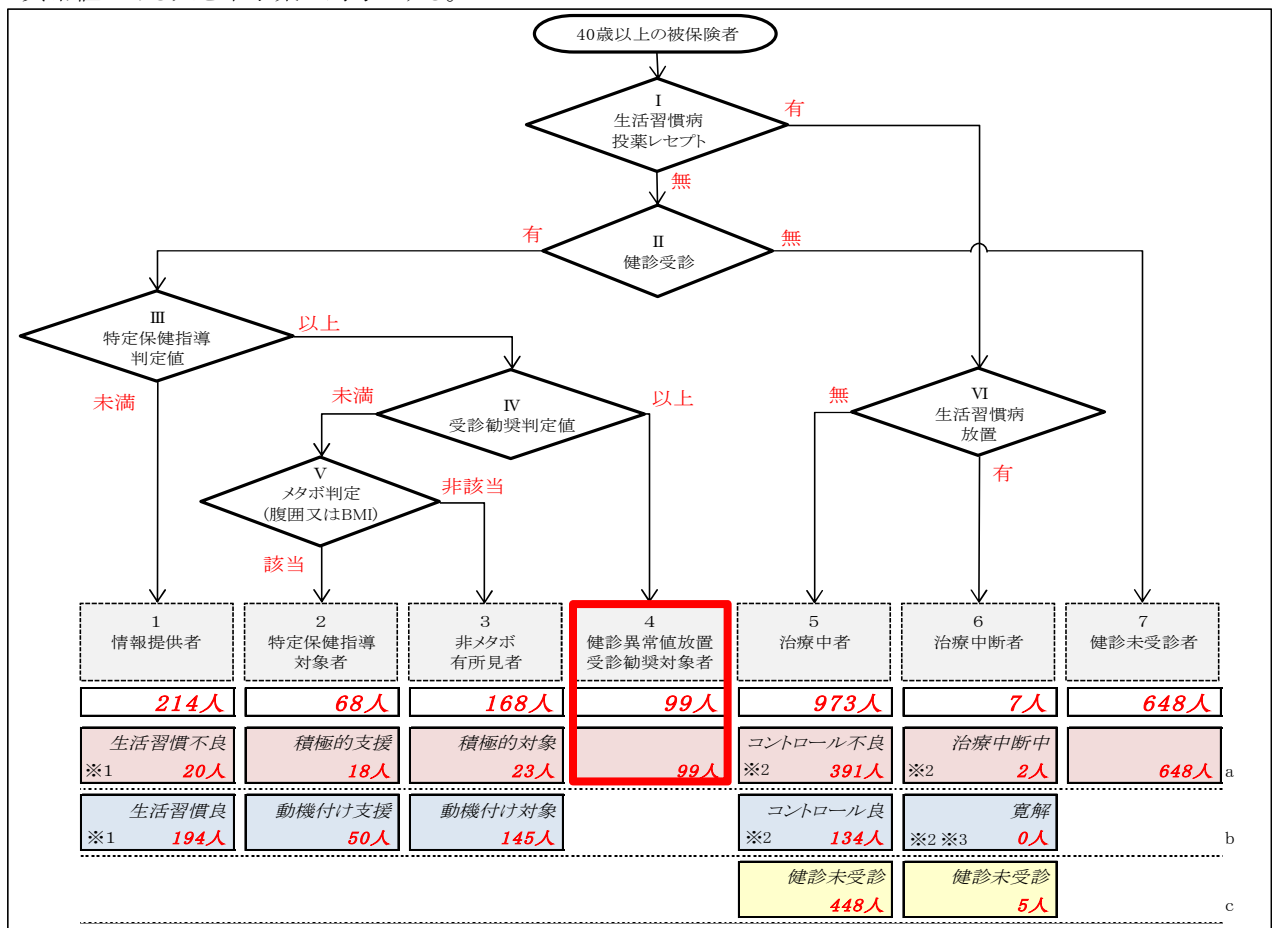 40歳以上の被保険者
Ⅰ
生活習慣病
投薬レセプト
有
無
Ⅱ
健診受診
有
無
Ⅲ
特定保健指導
判定値
以上
未満
Ⅳ
受診勧奨判定値
未満
以上
Ⅵ
生活習慣病
放置
無
有
Ⅴ
メタボ判定
(腹囲又はBMI)
非該当
該当
1
情報提供者
2
特定保健指導
対象者
3
非メタボ
有所見者
4
健診異常値放置
受診勧奨対象者
5
治療中者
6
治療中断者
7
健診未受診者
214人
68人
168人
99人
973人
7人
648人
生活習慣不良
※1 20人
積極的支援
18人
積極的対象
23人
99人
コントロール不良
※2 391人
治療中断中
※2 2人
648人
a
生活習慣良
※1 194人
動機付け支援
50人
動機付け対象
145人
コントロール良
※2 134人
寛解
※2 ※3 0人
b
健診未受診
448人
健診未受診
5人
c